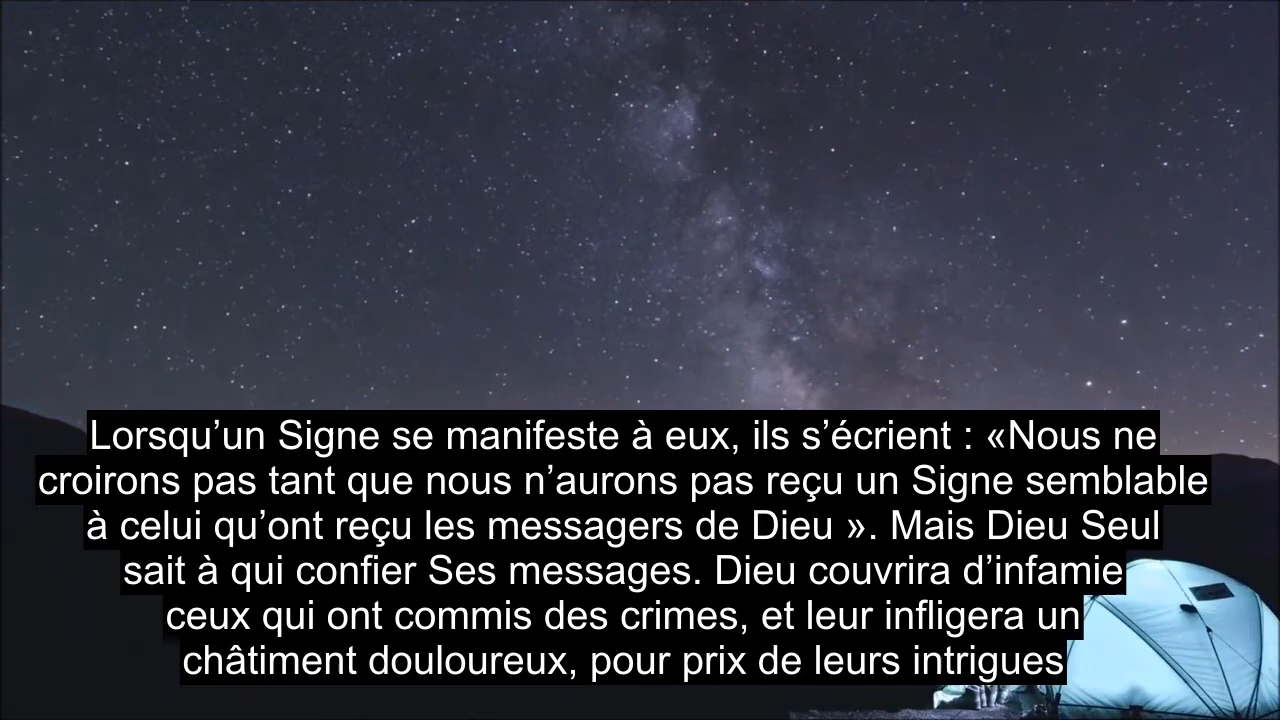 Lorsqu’un Signe se manifeste à eux, ils s’écrient : «Nous ne
croirons pas tant que nous n’aurons pas reçu un Signe semblable
à celui qu’ont reçu les messagers de Dieu ». Mais Dieu Seul
sait à qui confier Ses messages. Dieu couvrira d’infamie
ceux qui ont commis des crimes, et leur infligera un
châtiment douloureux, pour prix de leurs intrigues